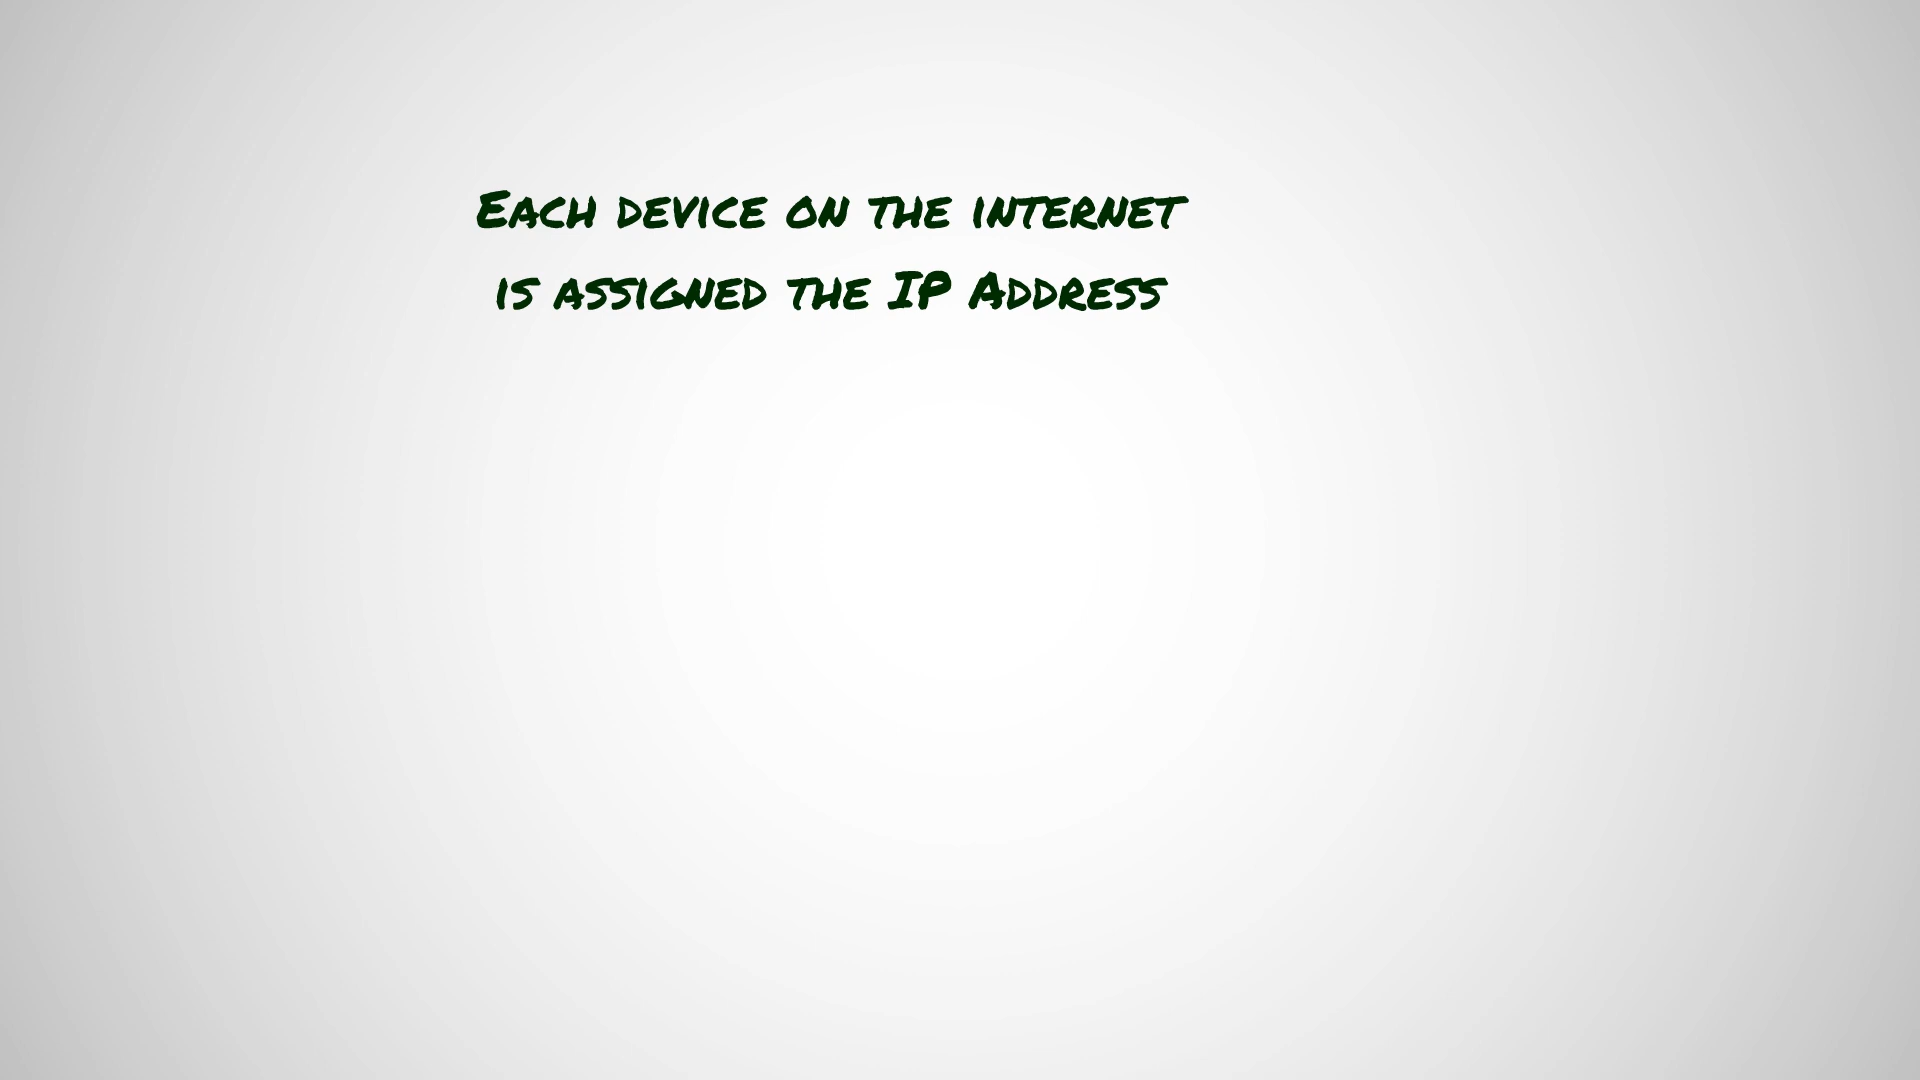 Each device on the internet
is assigned the IP Address